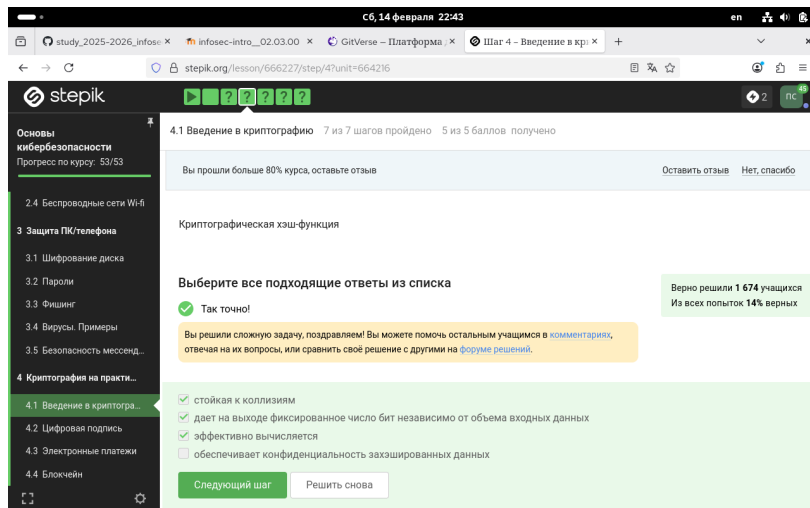 Сб, 14 февраля 22:43
en
study_2025-2026_infose
infosec-intro__02.03.00
GitVerse – Платформа
Шаг 4 – Введение в кр
stepik.org/lesson/666227/step/4?unit=664216
stepik
? ? ? ? ?
2
ПС
45
Основы кибербезопасности
Прогресс по курсу: 53/53
4.1 Введение в криптографию 7 из 7 шагов пройдено 5 из 5 баллов получено
Вы прошли больше 80% курса, оставьте отзыв
Оставить отзыв Нет, спасибо
2.4 Беспроводные сети Wi-fi
3 Защита ПК/телефона
3.1 Шифрование диска
3.2 Пароли
3.3 Фишинг
3.4 Вирусы. Примеры
3.5 Безопасность мессенд...
4 Криптография на практи...
4.1 Введение в криптогра...
4.2 Цифровая подпись
4.3 Электронные платежи
4.4 Блокчейн
Криптографическая хэш-функция
Выберите все подходящие ответы из списка
Так точно!
Верно решили 1 674 учащихся
Из всех попыток 14% верных
Вы решили сложную задачу, поздравляем! Вы можете помочь остальным учащимся в комментариях,
отвечая на их вопросы, или сравнить своё решение с другими на форуме решений.
стойкая к коллизиям
дает на выходе фиксированное число бит независимо от объема входных данных
эффективно вычисляется
обеспечивает конфиденциальность захэшированных данных
Следующий шаг
Решить снова